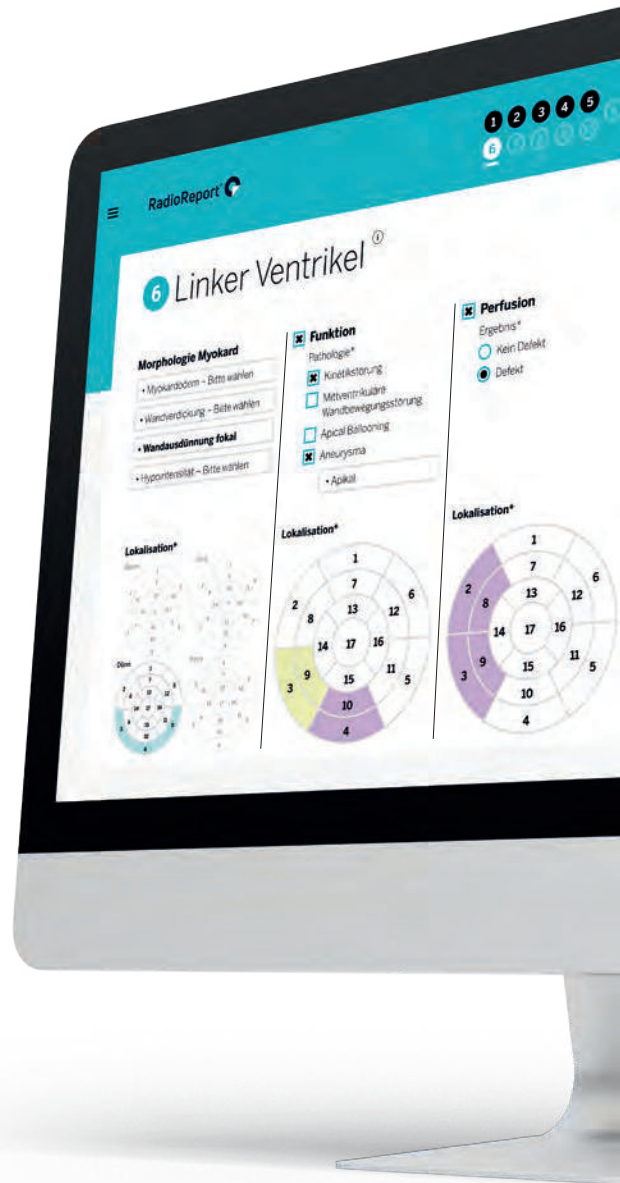 1 2 3 4 5
6
RadioReport®
6 Linker Ventrikel
Morphologie Myokard
• Myokardödem – Bitte wählen
• Wandverdickung – Bitte wählen
• Wandausdünnung fokal
• Hypointensität – Bitte wählen
Lokalisation*
Dünn
Funktion
Pathologie*
Kinetikstörung
Mitventrikuläre
Wandbewegungsstörung
Apical Ballooning
Aneurysma
• Apikal
Lokalisation*
1
7
2 6
8 13 12
14 17 16
9 11
3 15 5
10
4
Perfusion
Ergebnis*
Kein Defekt
Defekt
Lokalisation*
1
7
2 6
8 13 12
14 17 16
9 11
3 15 5
10
4